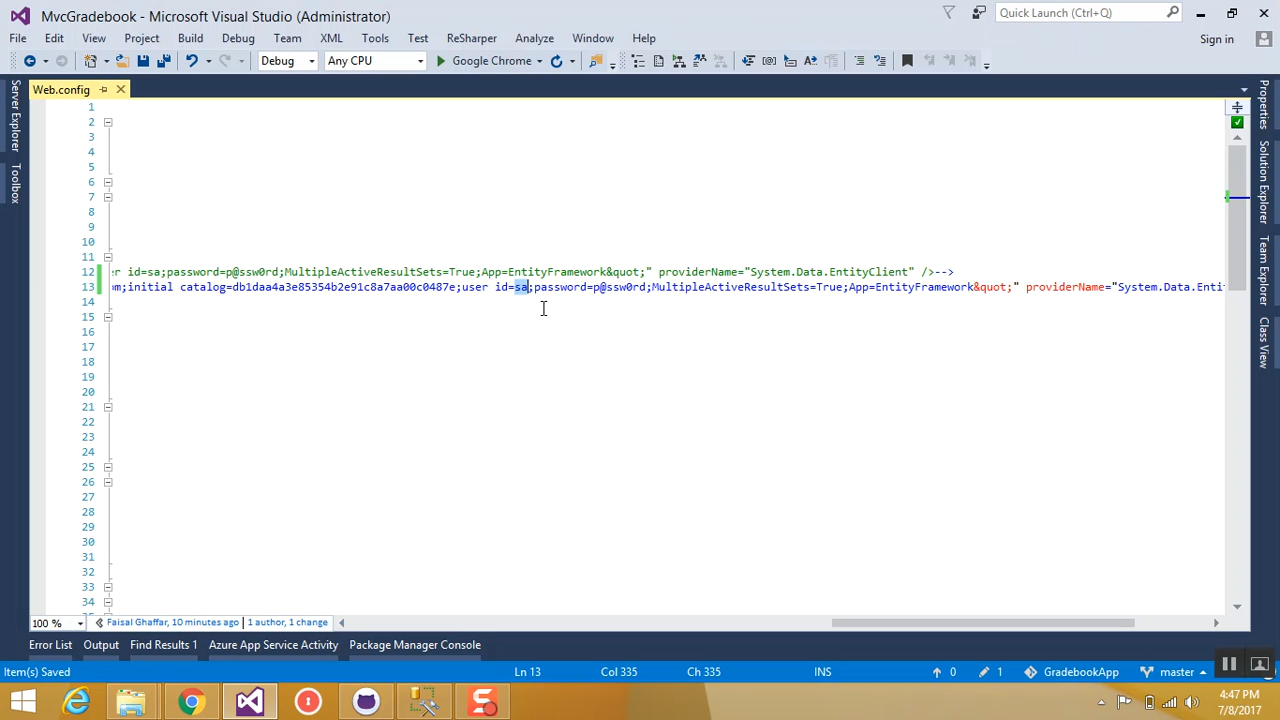 MvcGradebook - Microsoft Visual Studio (Administrator)
Quick Launch (Ctrl+Q)
File Edit View Project Build Debug Team XML Tools Test ReSharper Analyze Window Help
Sign in
Debug Any CPU Google Chrome
Web.config
Server Explorer
Toolbox
Properties
Solution Explorer
Team Explorer
Class View
1
2
3
4
5
6
7
8
9
10
11
12 er id=sa;password=p@ssw0rd;MultipleActiveResultSets=True;App=EntityFramework&quot;" providerName="System.Data.EntityClient" />-->
13 om;initial catalog=db1daa4a3e85354b2e91c8a7aa00c0487e;user id=sa;password=p@ssw0rd;MultipleActiveResultSets=True;App=EntityFramework&quot;" providerName="System.Data.Enti
14
15
16
17
18
19
20
21
22
23
24
25
26
27
28
29
30
31
32
33
34
100 % Faisal Ghaffar, 10 minutes ago | 1 author, 1 change
Error List Output Find Results 1 Azure App Service Activity Package Manager Console
Item(s) Saved Ln 13 Col 335 Ch 335 INS 0 1 GradebookApp master
4:47 PM
7/8/2017